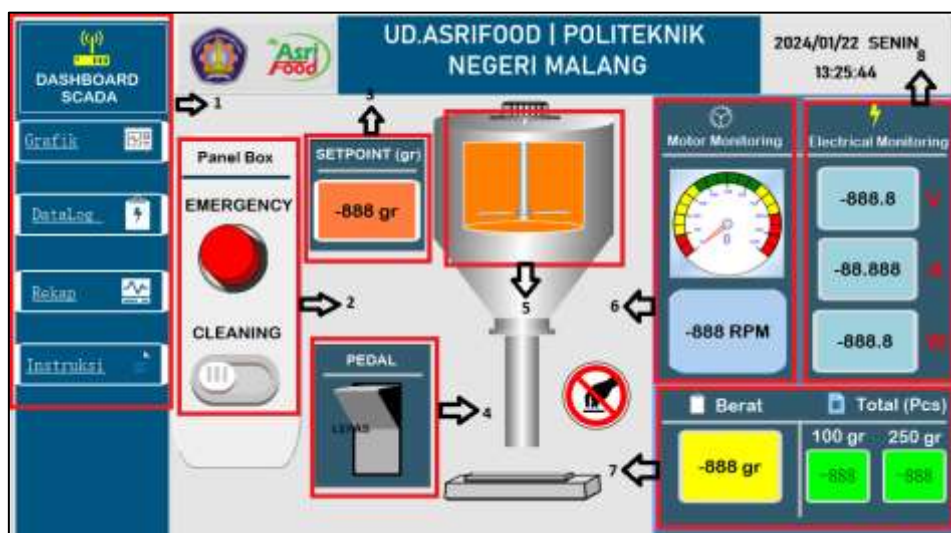 DASHBOARD
SCADA
Grafik
DataLog
Rekap
Instruksi
Asri
Food
UD.ASRIFOOD | POLITEKNIK
NEGERI MALANG
2024/01/22 SENIN
13:25:44
1
2
3
4
5
6
7
8
Panel Box
EMERGENCY
CLEANING
SETPOINT (gr)
-888 gr
PEDAL
LEPAS
Motor Monitoring
0
-888 RPM
Electrical Monitoring
-888.8 V
-88.888 A
-888.8 W
Berat
-888 gr
Total (Pcs)
100 gr 250 gr
-888 -888